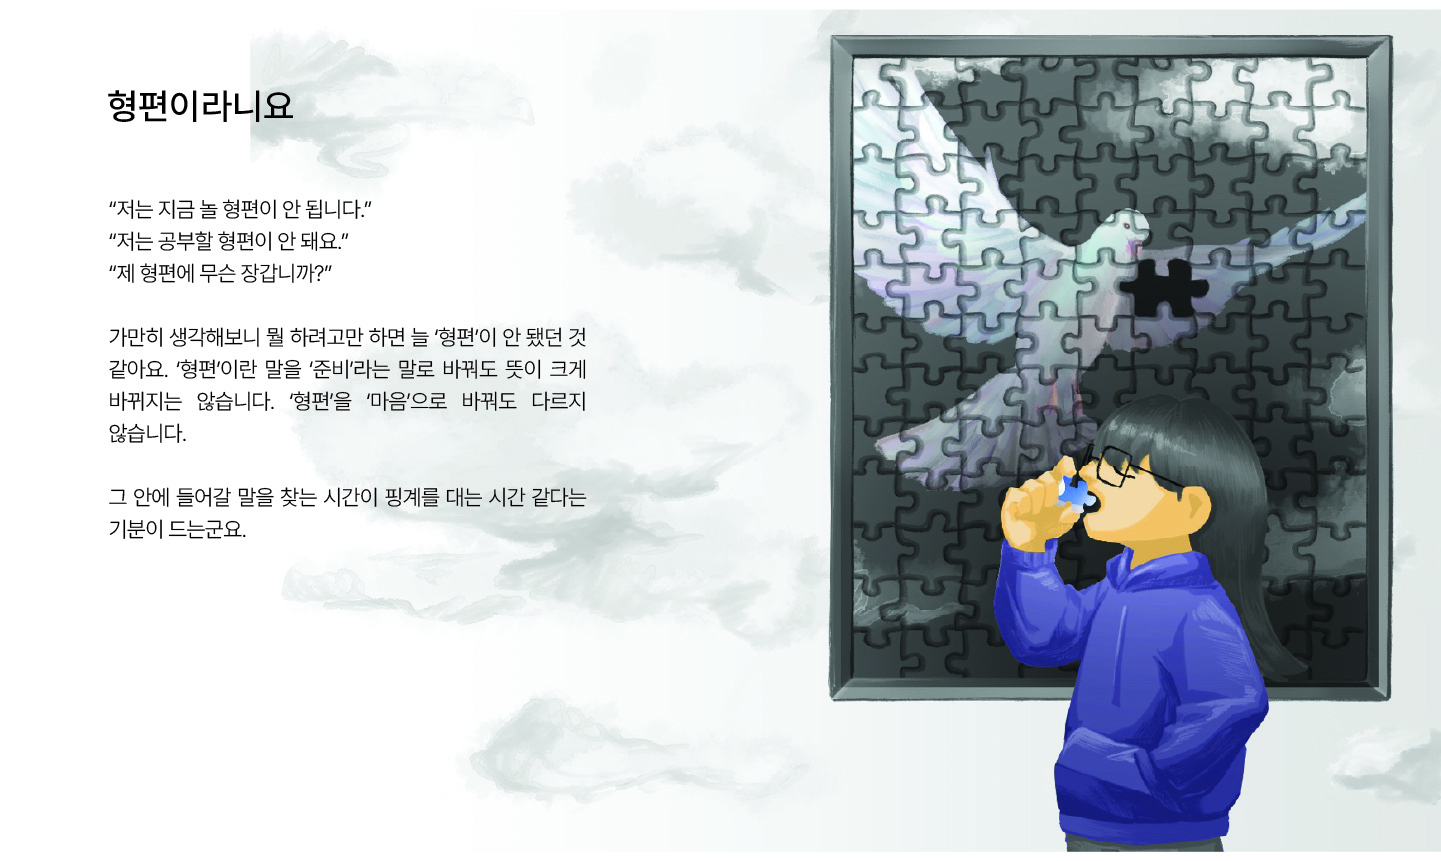 형편이라니요
“저는 지금 놀 형편이 안 됩니다.”
“저는 공부할 형편이 안 돼요.”
“제 형편에 무슨 장갑니까?”
가만히 생각해보니 뭘 하려고만 하면 늘 ‘형편’이 안 됐던 것
같아요. ‘형편’이란 말을 ‘준비’라는 말로 바꿔도 뜻이 크게
바뀌지는 않습니다. ‘형편’을 ‘마음’으로 바꿔도 다르지
않습니다.
그 안에 들어갈 말을 찾는 시간이 핑계를 대는 시간 같다는
기분이 드는군요.